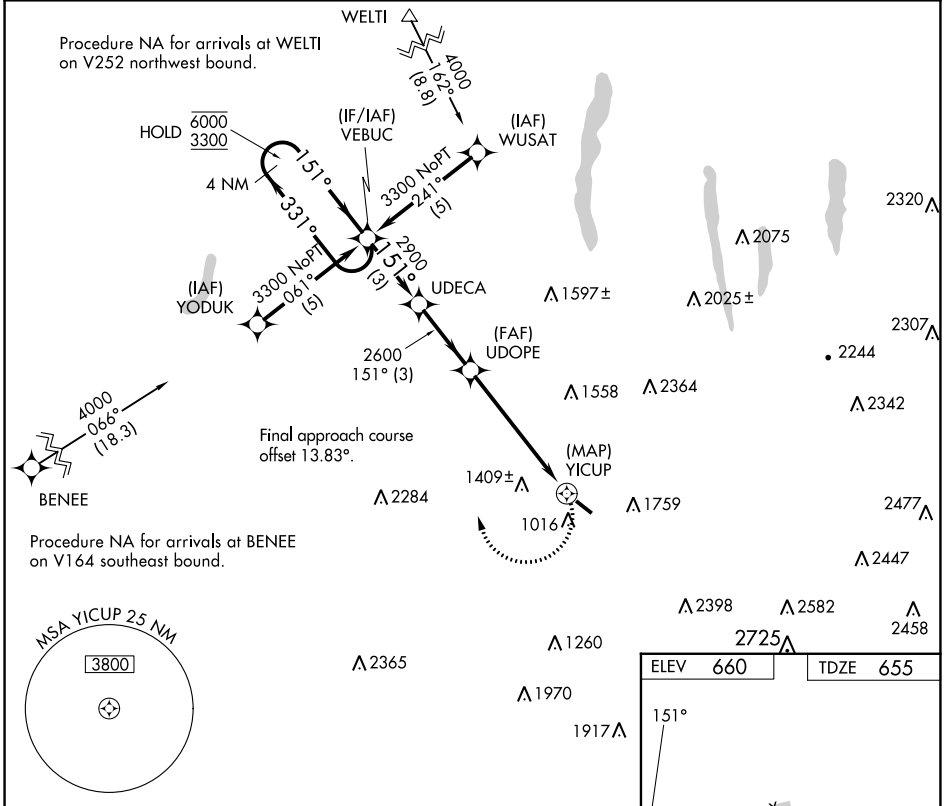 WELTI
Procedure NA for arrivals at WELTI
on V252 northwest bound.
4000
162°
(8.8)
HOLD 6000
3300
(IF/IAF)
VEBUC
(IAF)
WUSAT
4 NM
151°
331°
3300 NoPT
241°
(5)
2320
2075
2900
151°
(3)
(IAF)
YODUK
3300 NoPT
061°
(5)
UDECA
1597±
2025±
2307
(FAF)
UDOPE
2600
151° (3)
2244
1558
2364
2342
4000
066°
(18.3)
BENEE
Final approach course
offset 13.83°.
(MAP)
YICUP
1409±
2284
1759
2477
1016
Procedure NA for arrivals at BENEE
on V164 southeast bound.
2447
2398
2582
2458
MSA YICUP 25 NM
3800
1260
2725
2365
1970
1917
ELEV 660
TDZE 655
151°